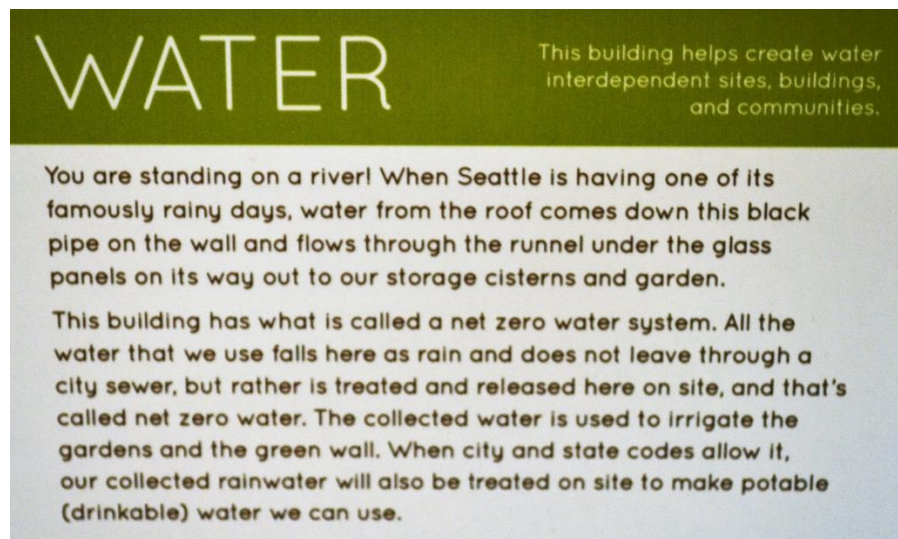 WATER
This building helps create water
interdependent sites, buildings,
and communities.
You are standing on a river! When Seattle is having one of its
famously rainy days, water from the roof comes down this black
pipe on the wall and flows through the runnel under the glass
panels on its way out to our storage cisterns and garden.
This building has what is called a net zero water system. All the
water that we use falls here as rain and does not leave through a
city sewer, but rather is treated and released here on site, and that's
called net zero water. The collected water is used to irrigate the
gardens and the green wall. When city and state codes allow it,
our collected rainwater will also be treated on site to make potable
(drinkable) water we can use.